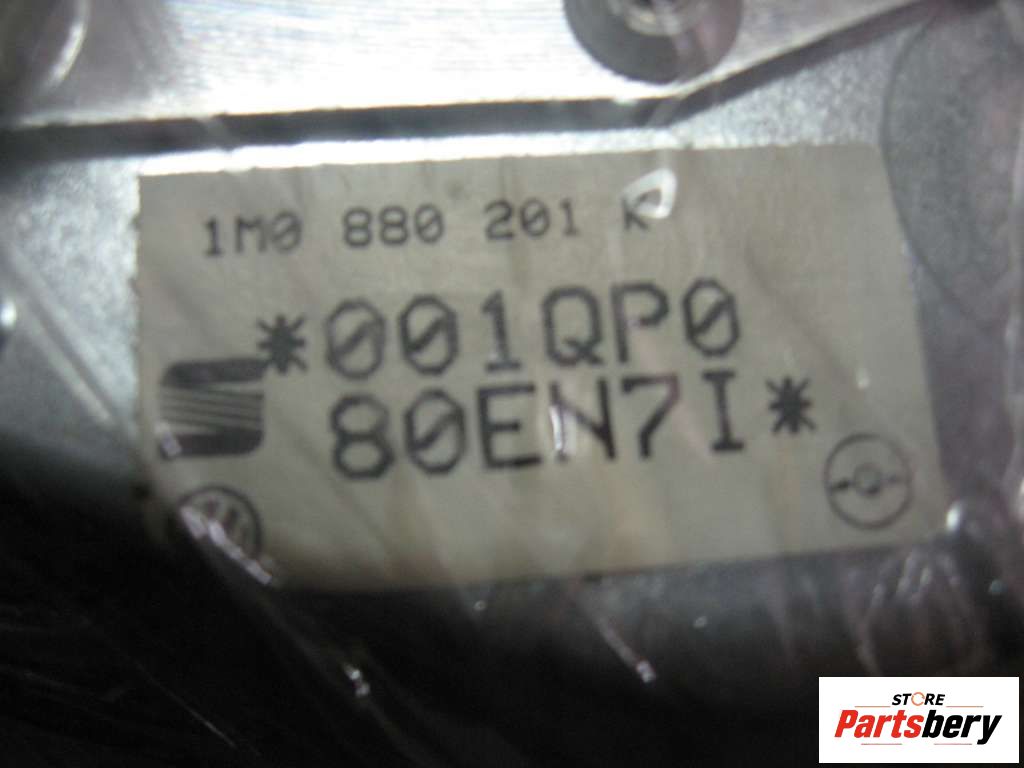 1M0 880 201 K
*001QP0
80EN7I*
STORE
Partsbery